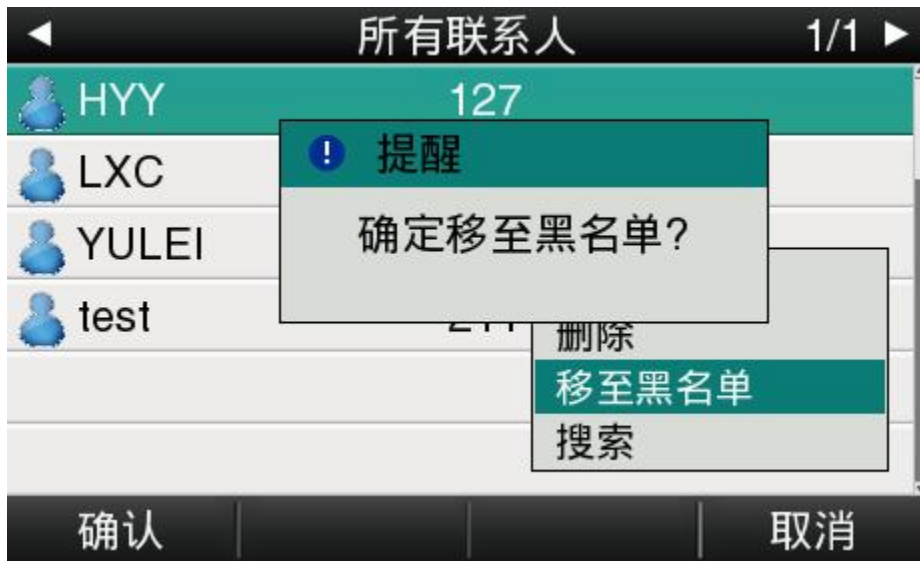 所有联系人 1/1
HYY 127
提醒
LXC
确定移至黑名单?
YULEI
test
删除
移至黑名单
搜索
确认 取消